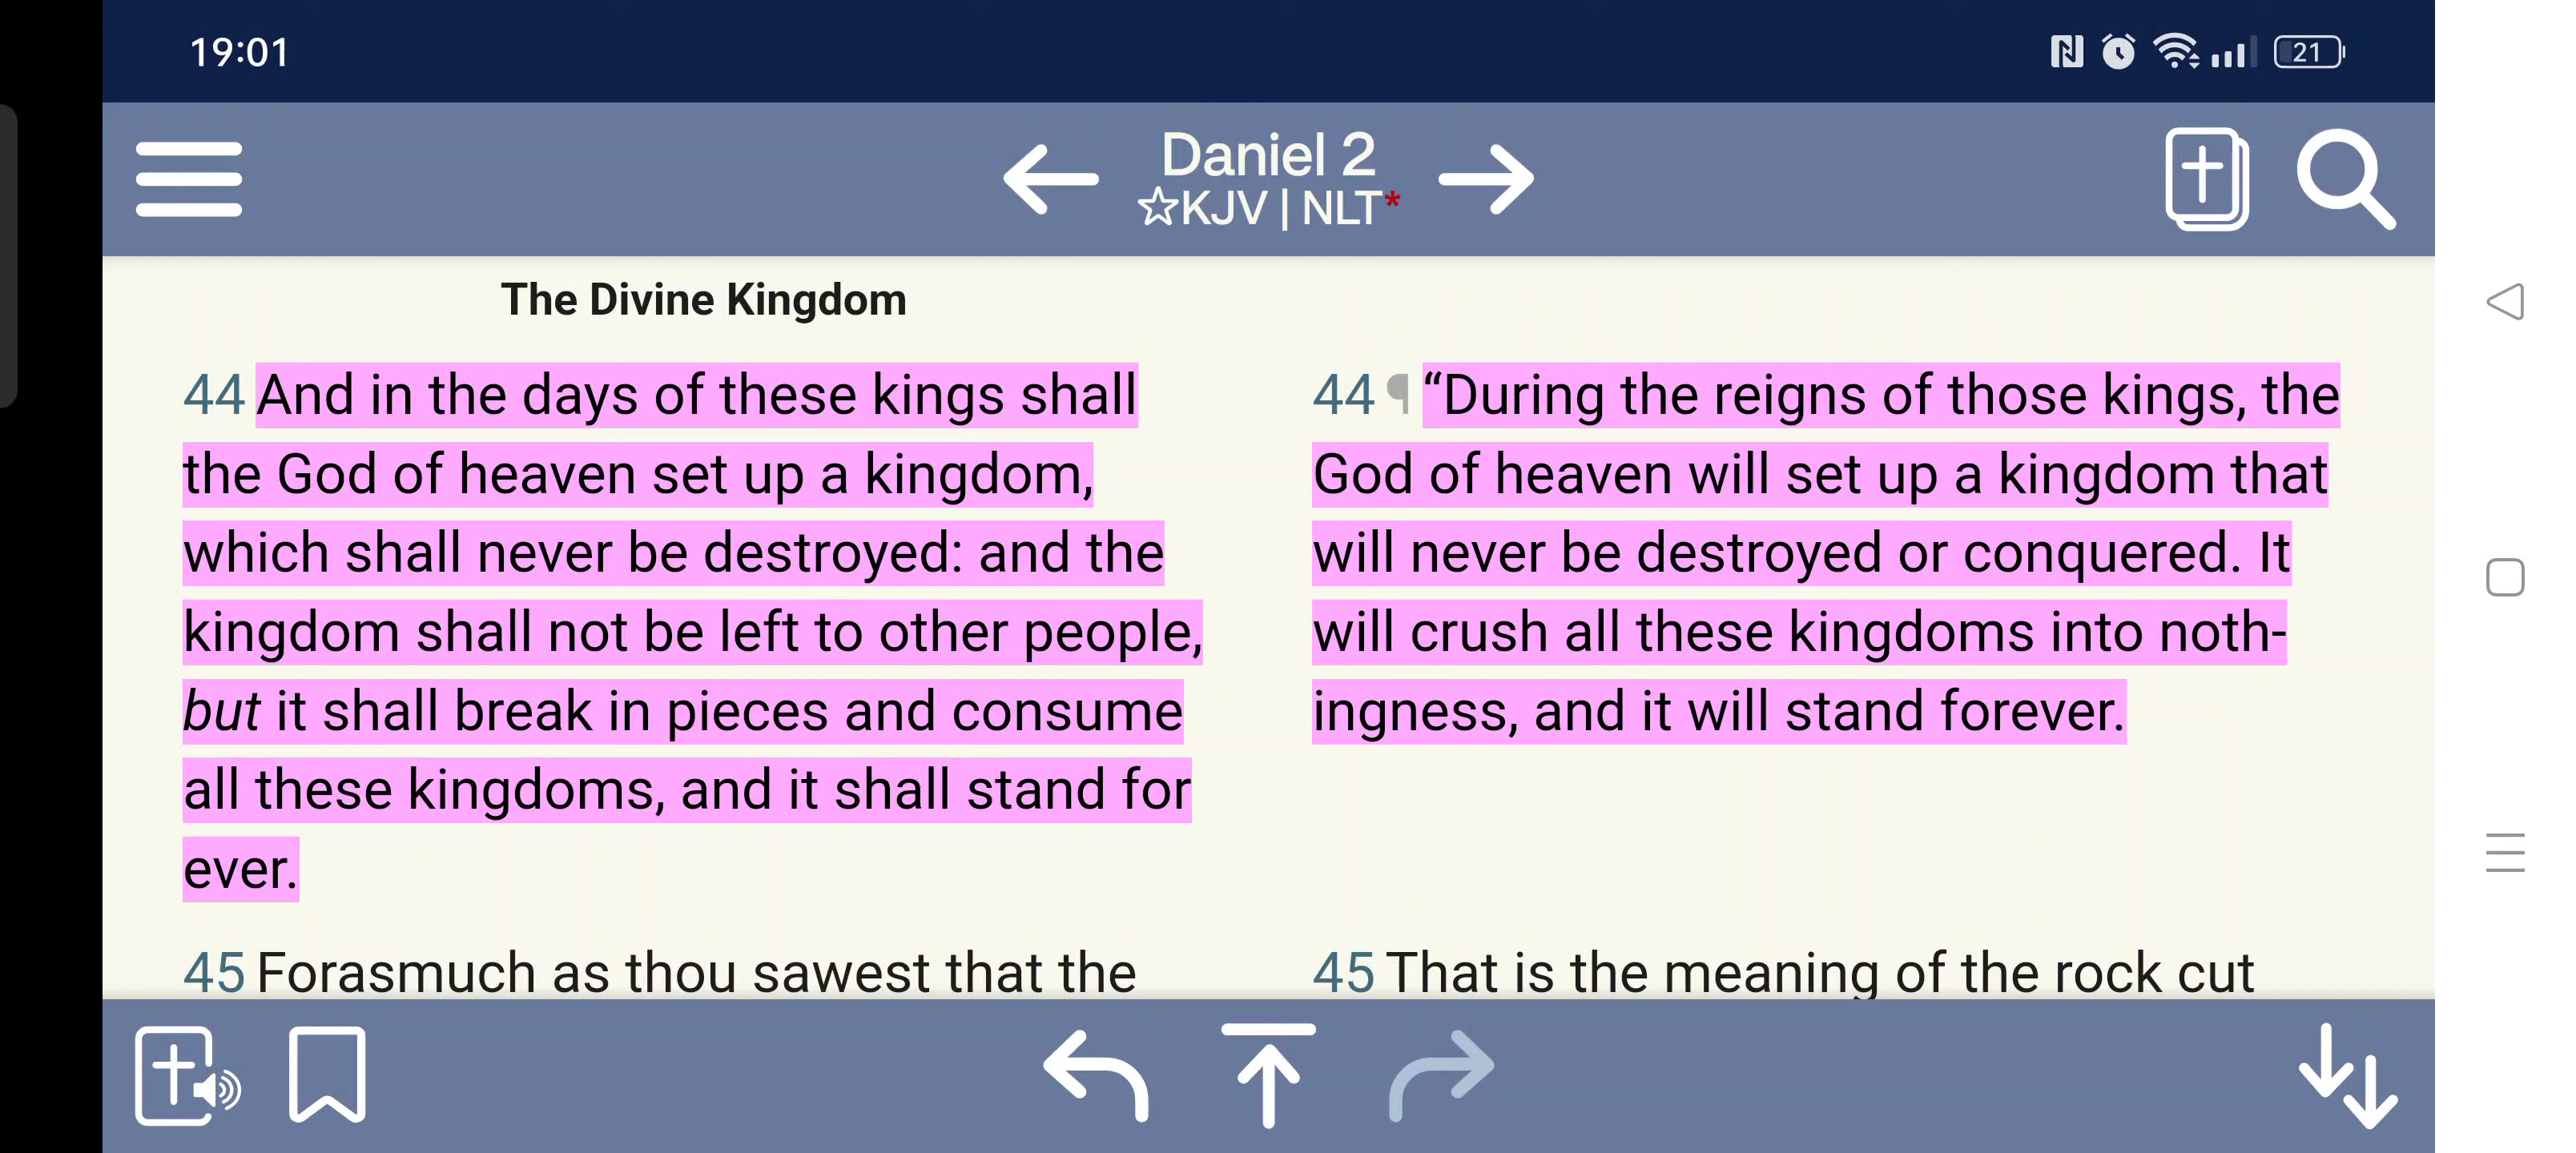 19:01
21
Daniel 2
☆KJV | NLT*
The Divine Kingdom
44 And in the days of these kings shall
the God of heaven set up a kingdom,
which shall never be destroyed: and the
kingdom shall not be left to other people,
but it shall break in pieces and consume
all these kingdoms, and it shall stand for
ever.
45 Forasmuch as thou sawest that the
44 ¶ “During the reigns of those kings, the
God of heaven will set up a kingdom that
will never be destroyed or conquered. It
will crush all these kingdoms into noth-
ingness, and it will stand forever.
45 That is the meaning of the rock cut